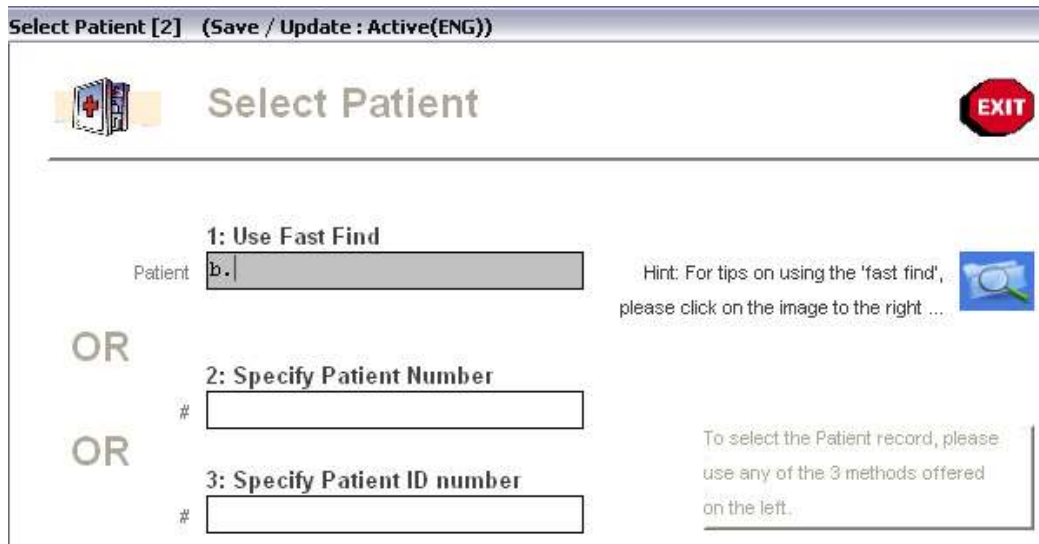 Select Patient [2]   (Save / Update : Active(ENG))
Select Patient
EXIT
1: Use Fast Find
Patient b.
Hint: For tips on using the 'fast find',
please click on the image to the right ...
OR
2: Specify Patient Number
#
OR
3: Specify Patient ID number
#
To select the Patient record, please
use any of the 3 methods offered
on the left.